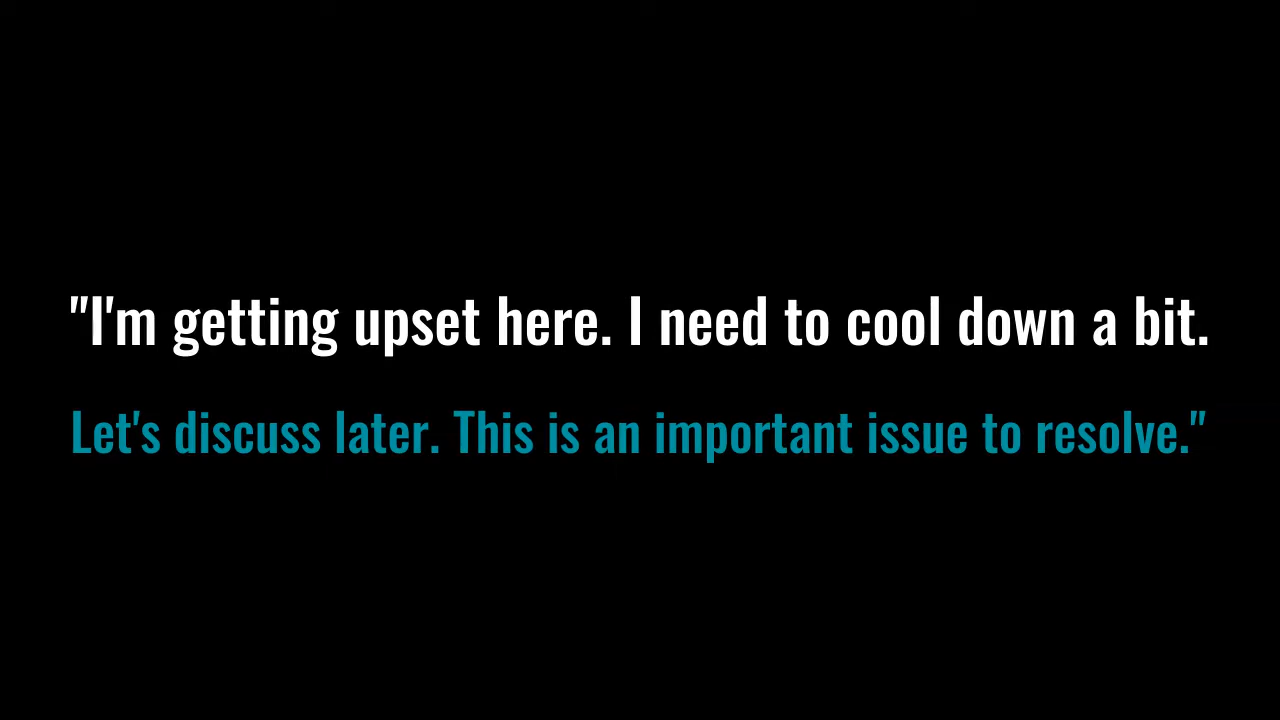 "I'm getting upset here. I need to cool down a bit.
Let's discuss later. This is an important issue to resolve."